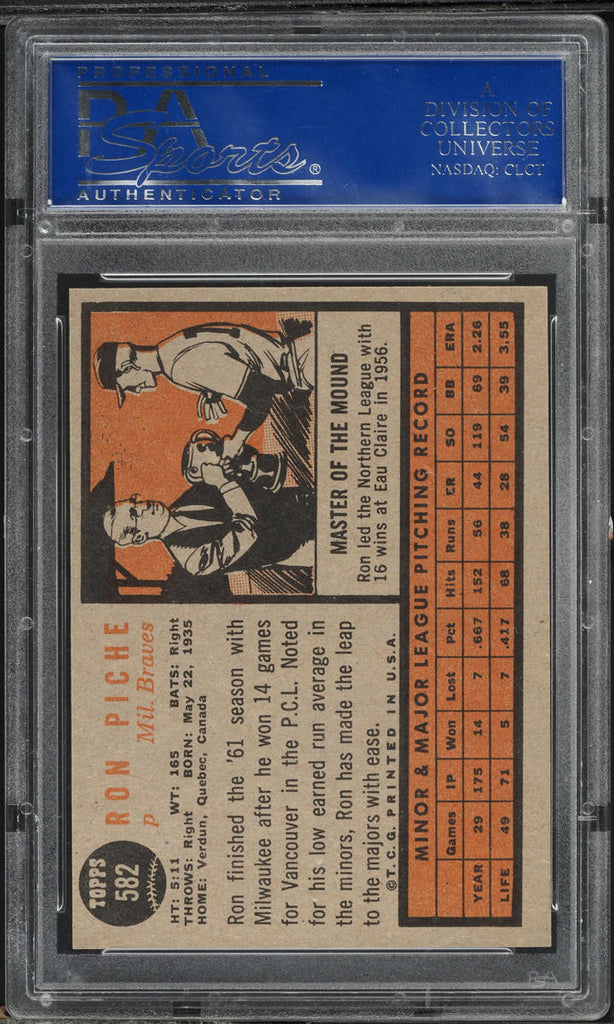 PROFESSIONAL
PSA
Sports®
AUTHENTICATOR
A
DIVISION OF
COLLECTORS
UNIVERSE
NASDAQ: CLCT
TOPPS
582
RON PICHE
p Mil. Braves
HT: 5:11 WT: 165 BATS: Right
THROWS: Right BORN: May 22, 1935
HOME: Verdun, Quebec, Canada
Ron finished the '61 season with
Milwaukee after he won 14 games
for Vancouver in the P.C.L. Noted
for his low earned run average in
the minors, Ron has made the leap
to the majors with ease.
©T.C.G. PRINTED IN U.S.A.
MASTER OF THE MOUND
Ron led the Northern League with
16 wins at Eau Claire in 1956.
MINOR & MAJOR LEAGUE PITCHING RECORD
Games IP Won Lost Pct Hits Runs ER SO BB ERA
YEAR 29 175 14 7 .667 152 56 44 119 69 2.26
LIFE 49 71 5 7 .417 68 38 28 54 39 3.55
PSA